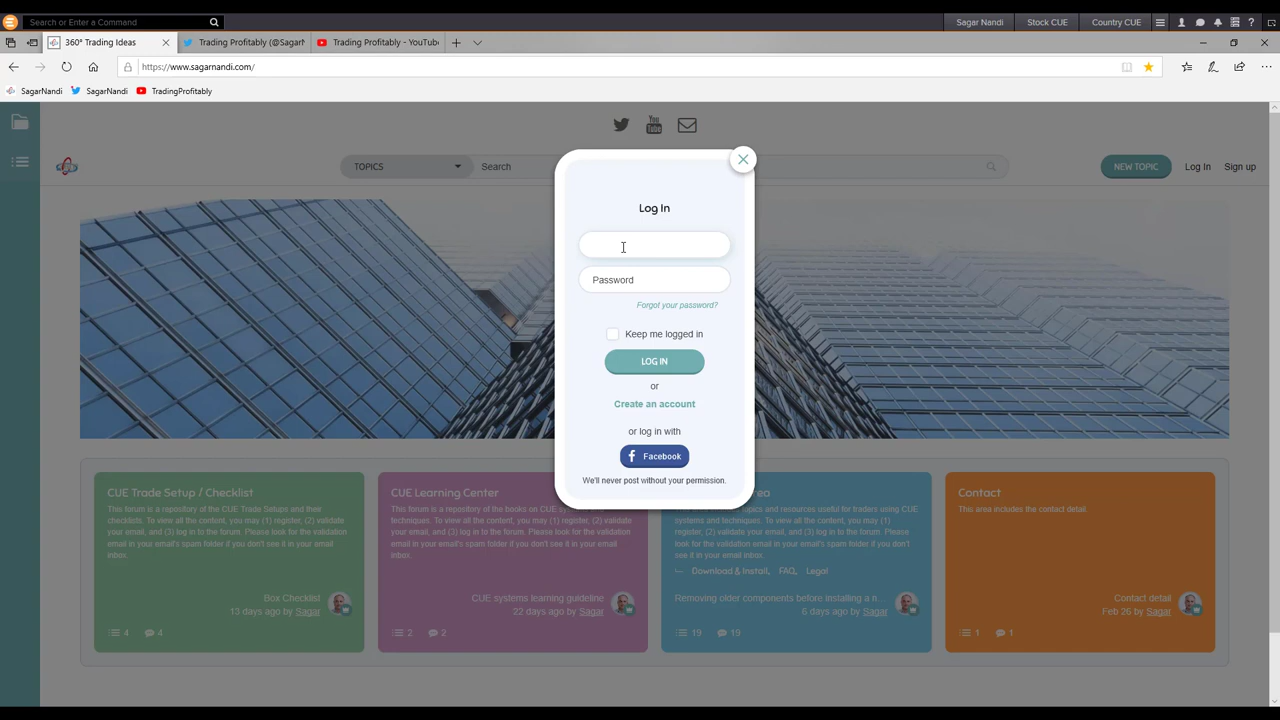 Search or Enter a Command
Sagar Nandi
Stock CUE
Country CUE
360° Trading Ideas
Trading Profitably (@SagarN
Trading Profitably - YouTube
https://www.sagarnandi.com/
SagarNandi
SagarNandi
TradingProfitably
TOPICS
Search
NEW TOPIC
Log In
Sign up
Log In
Password
Forgot your password?
Keep me logged in
LOG IN
or
Create an account
or log in with
Facebook
We'll never post without your permission.
CUE Trade Setup / Checklist
This forum is a repository of the CUE Trade Setups and their
checklists. To view all the content, you may (1) register, (2) validate
your email, and (3) log in to the forum. Please look for the validation
email in your email's spam folder if you don't see it in your email
inbox.
Box Checklist
13 days ago by Sagar
4
4
CUE Learning Center
This forum is a repository of the books on CUE
techniques. To view all the content, you may (1) register, (2) validate
your email, and (3) log in to the forum. Please look for the validation
email in your email's spam folder if you don't see it in your email
inbox.
CUE systems learning guideline
22 days ago by Sagar
2
2
topics and resources useful for traders using CUE
systems and techniques. To view all the content, you may (1)
register, (2) validate your email, and (3) log in to the forum. Please
look for the validation email in your email's spam folder if you don't
see it in your email inbox.
Download & Install, FAQ, Legal
Removing older components before installing a n...
6 days ago by Sagar
19
19
Contact
This area includes the contact detail.
Contact detail
Feb 26 by Sagar
1
1